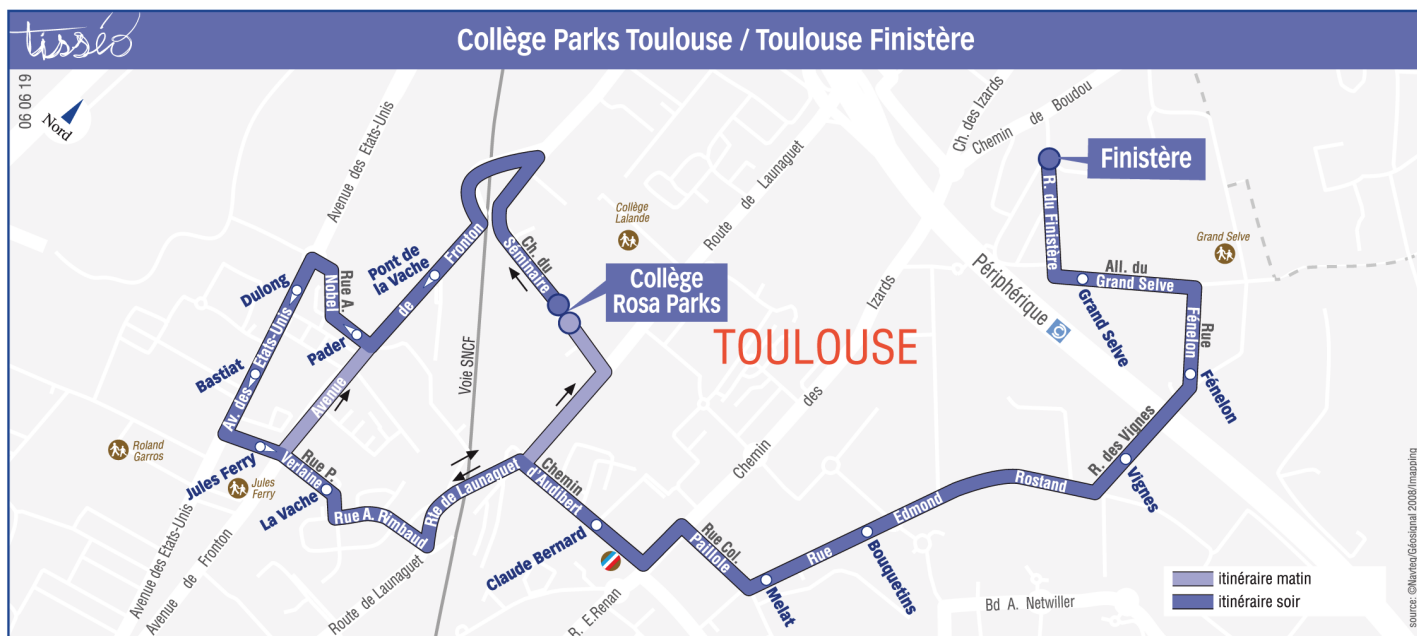 tisséo
Collège Parks Toulouse / Toulouse Finistère
06 06 19
Nord
Avenue des Etats-Unis
Ch. des Izards
Chemin de Boudou
Finistère
R. du Finistère
Collège
Lalande
Route de Launaguet
Grand Selve
Périphérique
All. du
Grand Selve
Grand Selve
Rue
Fénelon
Fénelon
Dulong
Rue A.
Nobel
Pont de
la Vache
Fronton
de
Avenue
Ch. du
Séminaire
Collège
Rosa Parks
TOULOUSE
Izards
des
Chemin
Pader
Bastiat
Av. des Etats-Unis
Voie SNCF
Roland
Garros
Jules Ferry
Jules
Ferry
Rue P.
Verlaine
La Vache
Rue A. Rimbaud
Rte de Launaguet
Chemin
d'Audibert
Claude Bernard
Rue Col.
Paillole
Melat
Rue
Edmond
Rostand
Bouquetins
R. des Vignes
Vignes
Avenue des Etats-Unis
Avenue de Fronton
Route de Launaguet
R. E.Renan
Bd A. Netwiller
itinéraire matin
itinéraire soir
source: ©Navteq/Géosignal 2008/Imapping